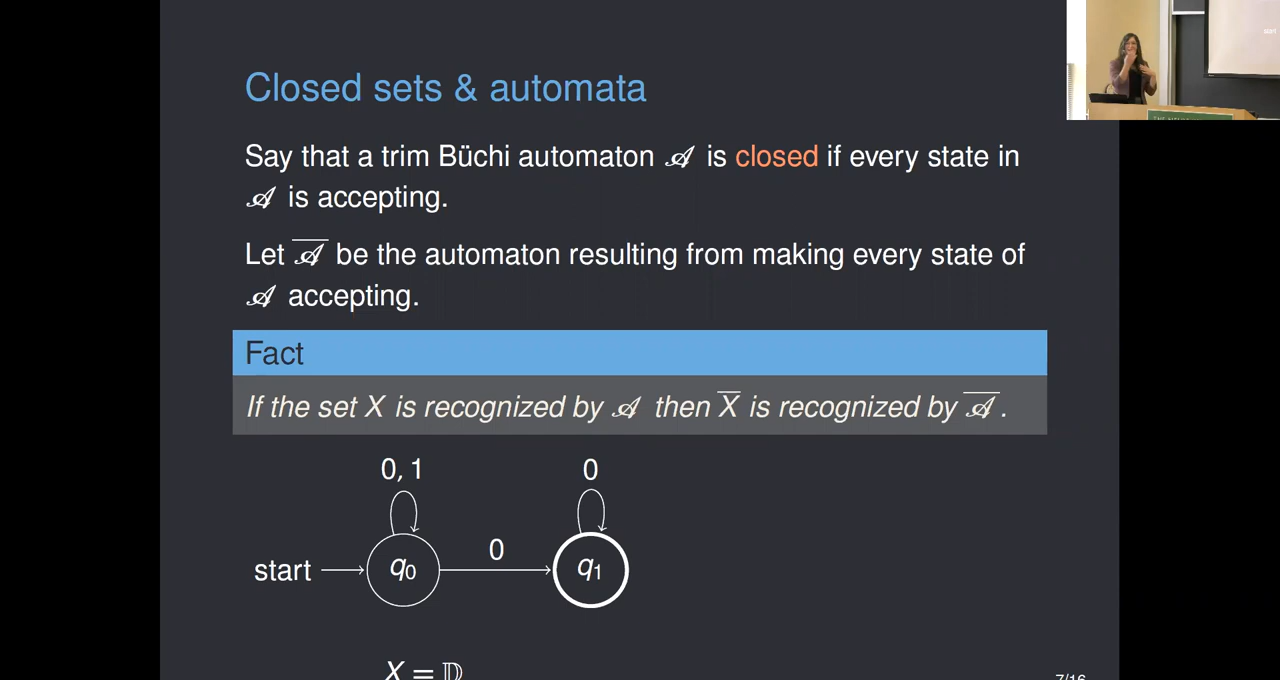 Closed sets & automata
Say that a trim Büchi automaton 𝒜 is closed if every state in
𝒜 is accepting.
Let 𝒜̅ be the automaton resulting from making every state of
𝒜 accepting.
Fact
If the set X is recognized by 𝒜 then X̅ is recognized by 𝒜̅.
0, 1
0
0
start
q₀
q₁
X = 𝔻
7/16